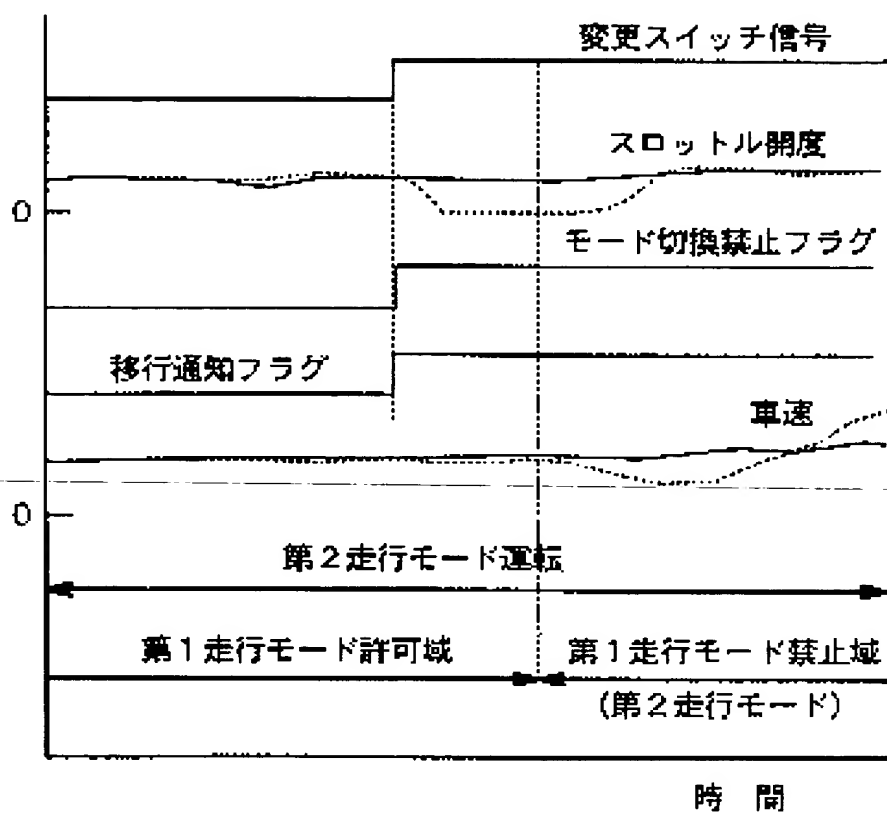 変更スイッチ信号
スロットル開度
0
モード切換禁止フラグ
移行通知フラグ
車速
0
第2走行モード運転
第1走行モード許可域
第1走行モード禁止域
(第2走行モード)
時 間